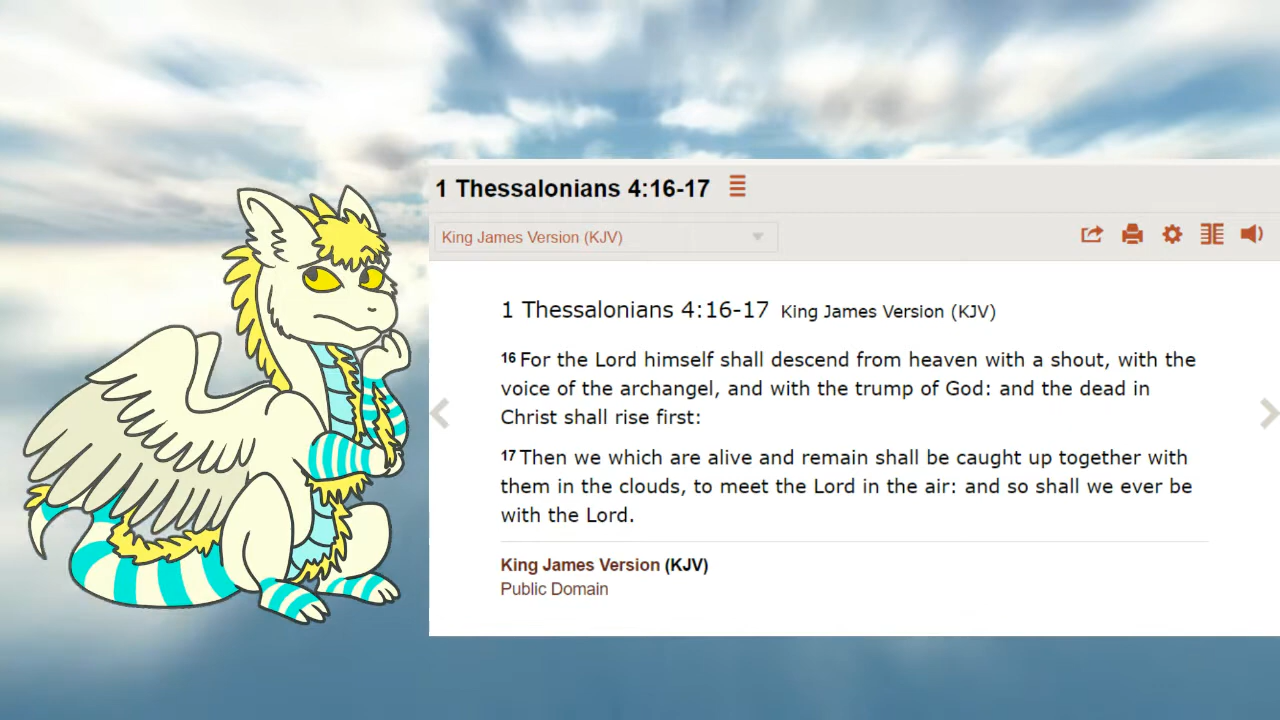 1 Thessalonians 4:16-17
King James Version (KJV)
1 Thessalonians 4:16-17 King James Version (KJV)
16 For the Lord himself shall descend from heaven with a shout, with the
voice of the archangel, and with the trump of God: and the dead in
Christ shall rise first:
17 Then we which are alive and remain shall be caught up together with
them in the clouds, to meet the Lord in the air: and so shall we ever be
with the Lord.
King James Version (KJV)
Public Domain